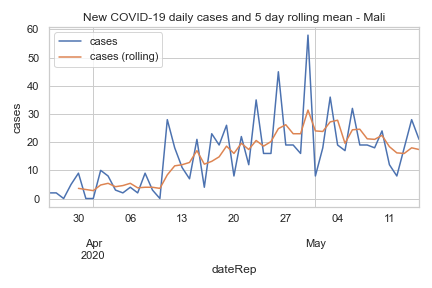 New COVID-19 daily cases and 5 day rolling mean - Mali
cases
cases (rolling)
60
50
40
30
20
10
0
cases
30 06 13 20 27 04 11
Apr May
2020
dateRep